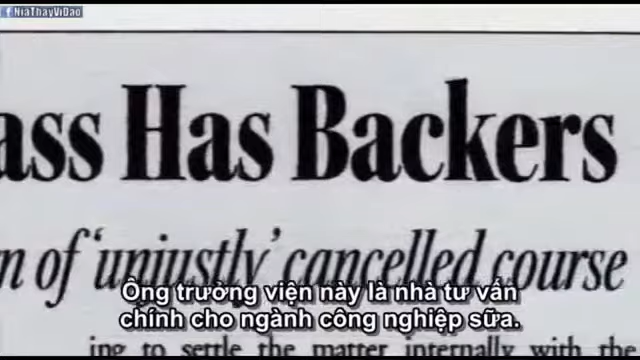 f NiaThayViDao
ass Has Backers
n of 'unjustly' cancelled course
Ông trưởng viện này là nhà tư vấn
chính cho ngành công nghiệp sữa.
ing to settle the matter internally with the